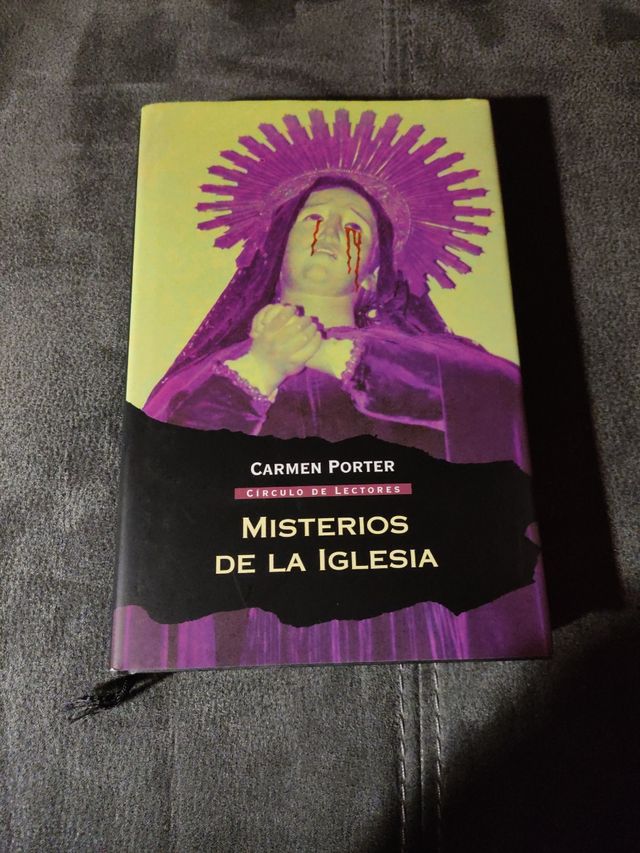 CARMEN PORTER
CÍRCULO DE LECTORES
MISTERIOS
DE LA IGLESIA